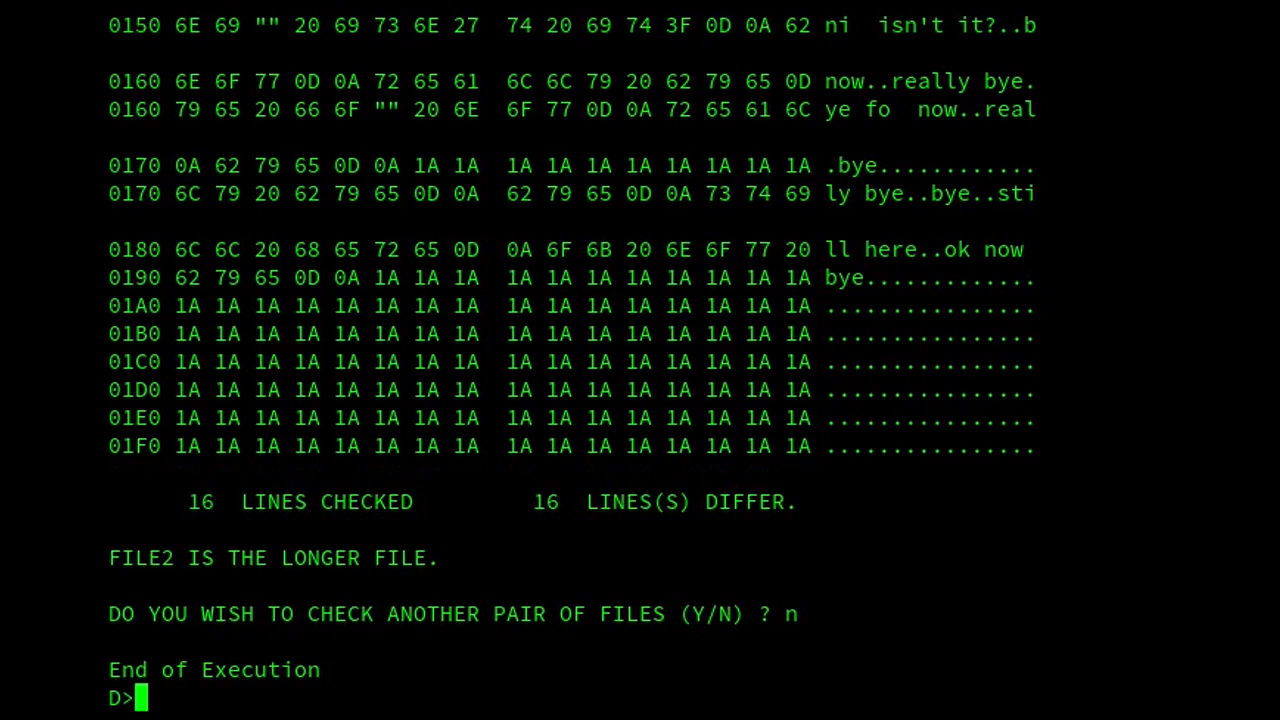 0150 6E 69 "" 20 69 73 6E 27  74 20 69 74 3F 0D 0A 62 ni  isn't it?..b
0160 6E 6F 77 0D 0A 72 65 61  6C 6C 79 20 62 79 65 0D now..really bye.
0160 79 65 20 66 6F "" 20 6E  6F 77 0D 0A 72 65 61 6C ye fo  now..real
0170 0A 62 79 65 0D 0A 1A 1A  1A 1A 1A 1A 1A 1A 1A 1A .bye............
0170 6C 79 20 62 79 65 0D 0A  62 79 65 0D 0A 73 74 69 ly bye..bye..sti
0180 6C 6C 20 68 65 72 65 0D  0A 6F 6B 20 6E 6F 77 20 ll here..ok now
0190 62 79 65 0D 0A 1A 1A 1A  1A 1A 1A 1A 1A 1A 1A 1A bye.............
01A0 1A 1A 1A 1A 1A 1A 1A 1A  1A 1A 1A 1A 1A 1A 1A 1A ................
01B0 1A 1A 1A 1A 1A 1A 1A 1A  1A 1A 1A 1A 1A 1A 1A 1A ................
01C0 1A 1A 1A 1A 1A 1A 1A 1A  1A 1A 1A 1A 1A 1A 1A 1A ................
01D0 1A 1A 1A 1A 1A 1A 1A 1A  1A 1A 1A 1A 1A 1A 1A 1A ................
01E0 1A 1A 1A 1A 1A 1A 1A 1A  1A 1A 1A 1A 1A 1A 1A 1A ................
01F0 1A 1A 1A 1A 1A 1A 1A 1A  1A 1A 1A 1A 1A 1A 1A 1A ................
16  LINES CHECKED         16  LINES(S) DIFFER.
FILE2 IS THE LONGER FILE.
DO YOU WISH TO CHECK ANOTHER PAIR OF FILES (Y/N) ? n
End of Execution
D>